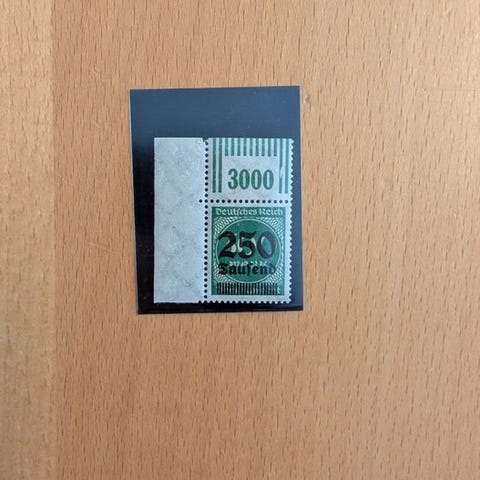 3000
Deutsches Reich
250
Tausend